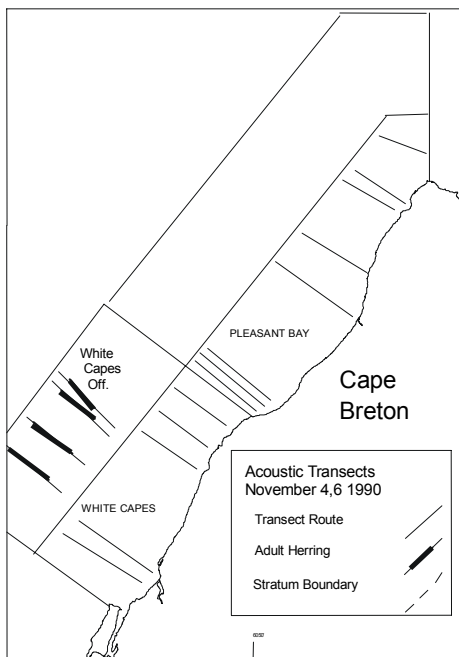 PLEASANT BAY
White
Capes
Off.
Cape
Breton
WHITE CAPES
Acoustic Transects
November 4,6 1990
Transect Route
Adult Herring
Stratum Boundary